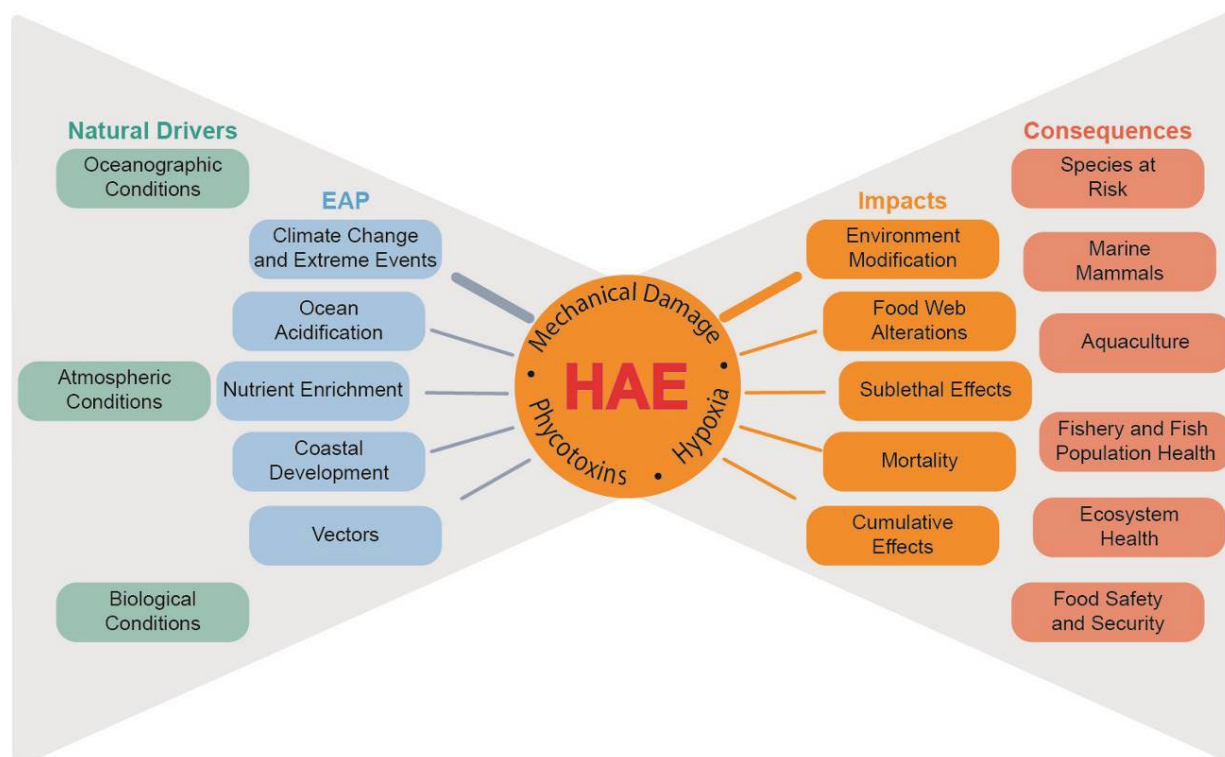 Natural Drivers
Oceanographic
Conditions
Atmospheric
Conditions
Biological
Conditions
EAP
Climate Change
and Extreme Events
Ocean
Acidification
Nutrient Enrichment
Coastal
Development
Vectors
Mechanical Damage
•
HAE
•
Phycotoxins
•
Hypoxia
Impacts
Environment
Modification
Food Web
Alterations
Sublethal Effects
Mortality
Cumulative
Effects
Consequences
Species at
Risk
Marine
Mammals
Aquaculture
Fishery and Fish
Population Health
Ecosystem
Health
Food Safety
and Security